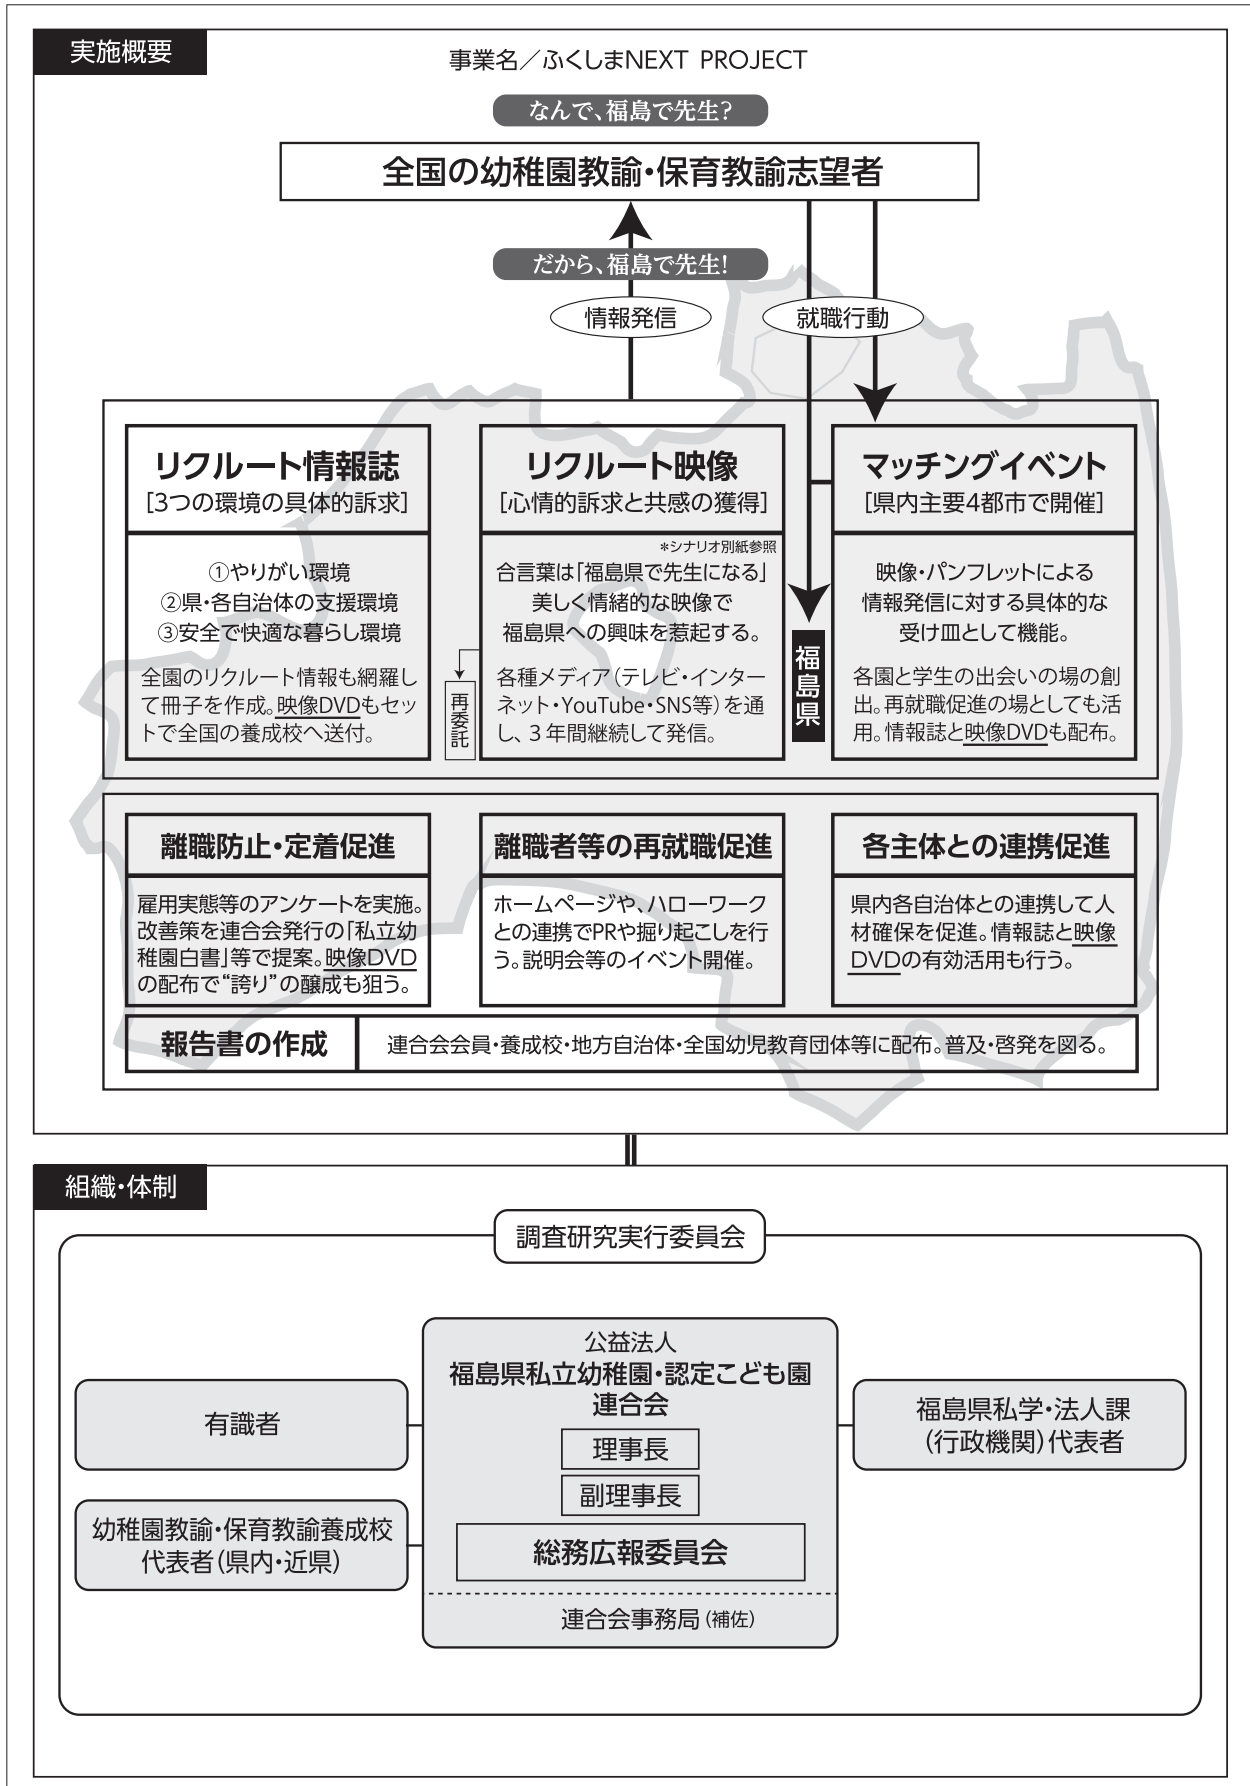 実施概要
事業名／ふくしまNEXT PROJECT
なんで、福島で先生?
全国の幼稚園教諭・保育教諭志望者
だから、福島で先生!
情報発信
就職行動
リクルート情報誌
[3つの環境の具体的訴求]
①やりがい環境
②県・各自治体の支援環境
③安全で快適な暮らし環境
全園のリクルート情報も網羅し
て冊子を作成。映像DVDもセッ
トで全国の養成校へ送付。
リクルート映像
[心情的訴求と共感の獲得]
*シナリオ別紙参照
合言葉は「福島県で先生になる」
美しく情緒的な映像で
福島県への興味を惹起する。
各種メディア(テレビ・インター
ネット・YouTube・SNS等)を通
し、3年間継続して発信。
再委託
福島県
マッチングイベント
[県内主要4都市で開催]
映像・パンフレットによる
情報発信に対する具体的な
受け皿として機能。
各園と学生の出会いの場の創
出。再就職促進の場としても活
用。情報誌と映像DVDも配布。
離職防止・定着促進
雇用実態等のアンケートを実施。
改善策を連合会発行の「私立幼
稚園白書」等で提案。映像DVD
の配布で“誇り”の醸成も狙う。
離職者等の再就職促進
ホームページや、ハローワーク
との連携でPRや掘り起こしを行
う。説明会等のイベント開催。
各主体との連携促進
県内各自治体との連携して人
材確保を促進。情報誌と映像
DVDの有効活用も行う。
報告書の作成
連合会会員・養成校・地方自治体・全国幼児教育団体等に配布。普及・啓発を図る。
組織・体制
調査研究実行委員会
公益法人
福島県私立幼稚園・認定こども園
連合会
理事長
副理事長
総務広報委員会
連合会事務局(補佐)
有識者
幼稚園教諭・保育教諭養成校
代表者(県内・近県)
福島県私学・法人課
(行政機関)代表者